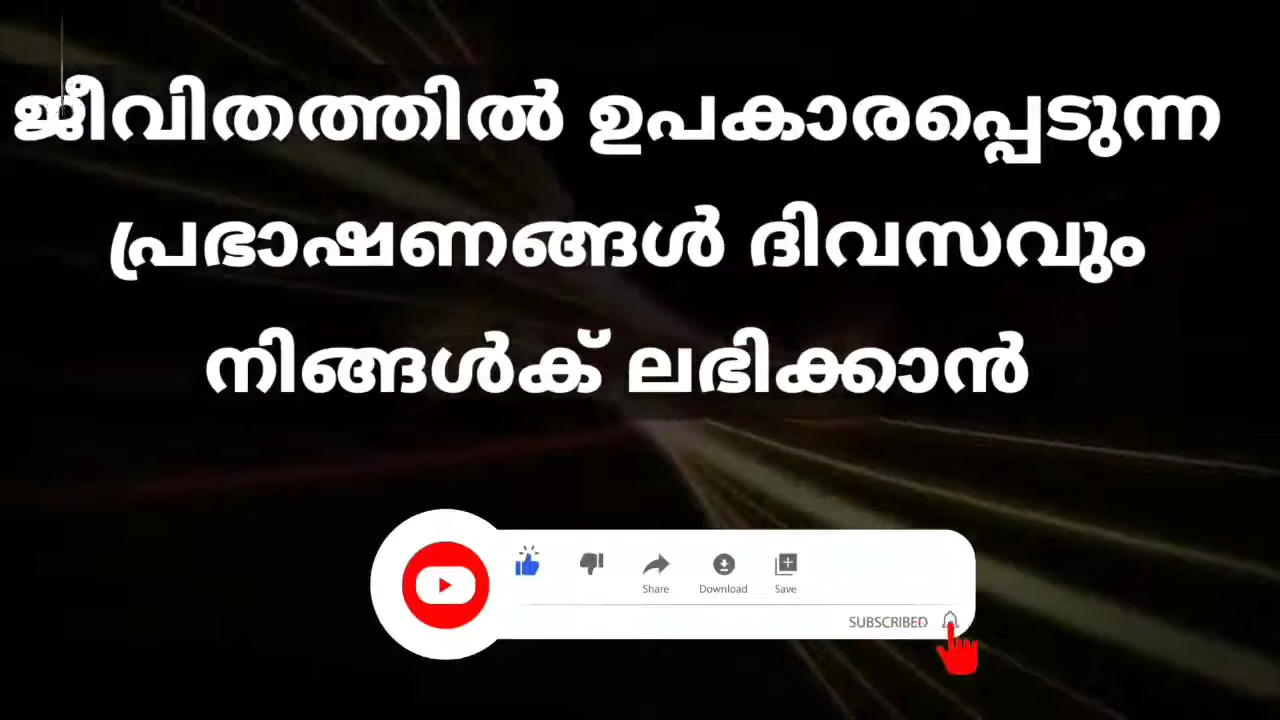 ജീവിതത്തിൽ ഉപകാരപ്പെടുന്ന
പ്രഭാഷണങ്ങൾ ദിവസവും
നിങ്ങൾക് ലഭിക്കാൻ
Share Download Save
SUBSCRIBED